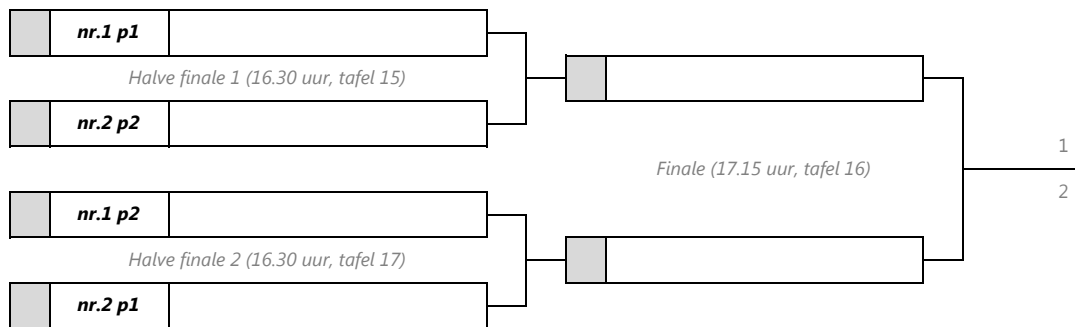 nr.1 p1
Halve finale 1 (16.30 uur, tafel 15)
nr.2 p2
Finale (17.15 uur, tafel 16)
1
2
nr.1 p2
Halve finale 2 (16.30 uur, tafel 17)
nr.2 p1